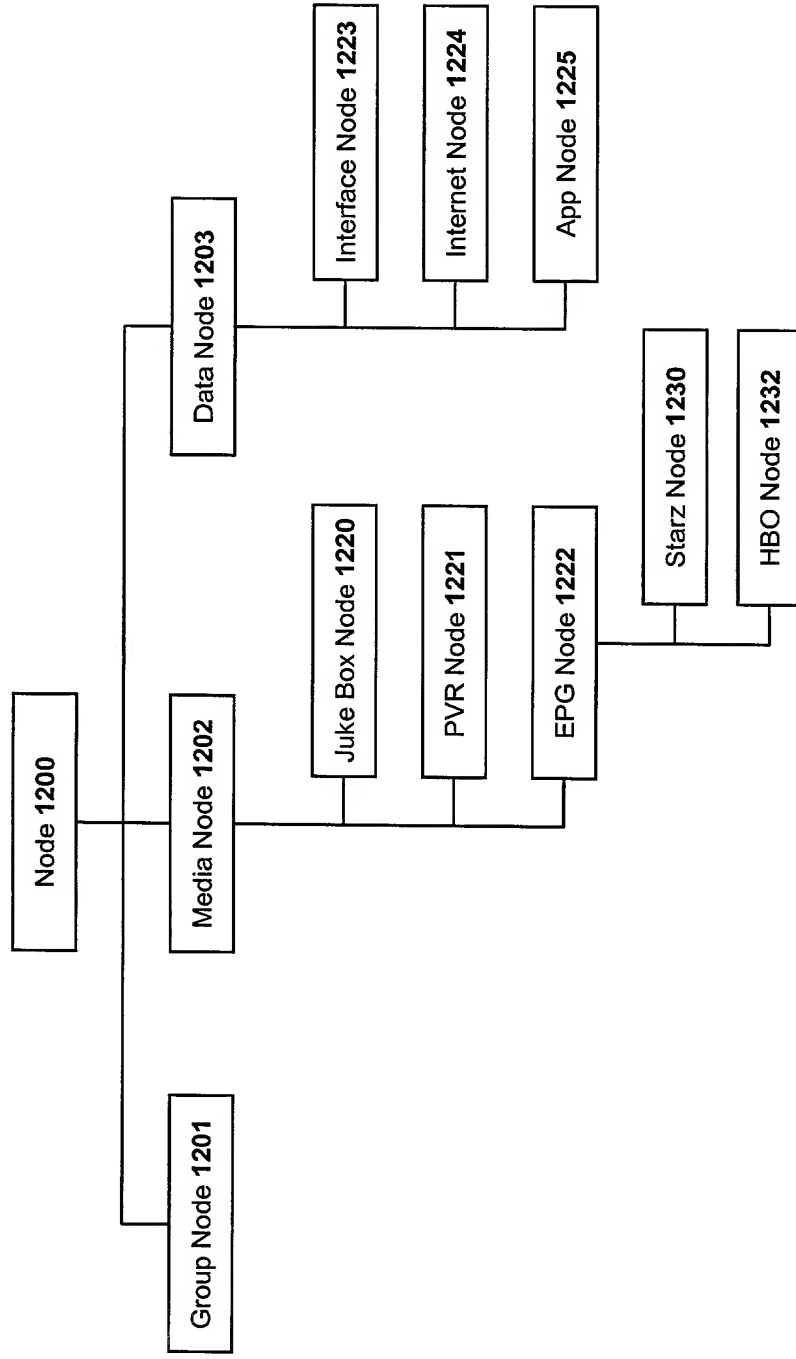 Node 1200
Group Node 1201
Media Node 1202
Data Node 1203
Juke Box Node 1220
PVR Node 1221
EPG Node 1222
Starz Node 1230
HBO Node 1232
Interface Node 1223
Internet Node 1224
App Node 1225